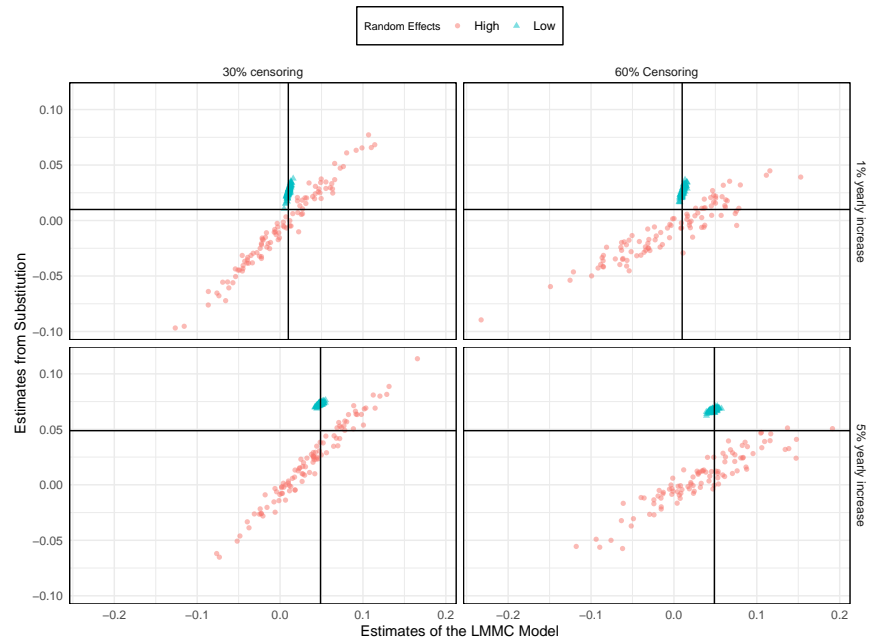 Random Effects High Low
30% censoring 60% Censoring
0.10
0.05
0.00
−0.05
−0.10
1% yearly increase
0.10
0.05
0.00
−0.05
−0.10
5% yearly increase
Estimates from Substitution
−0.2 −0.1 0.0 0.1 0.2 −0.2 −0.1 0.0 0.1 0.2
Estimates of the LMMC Model